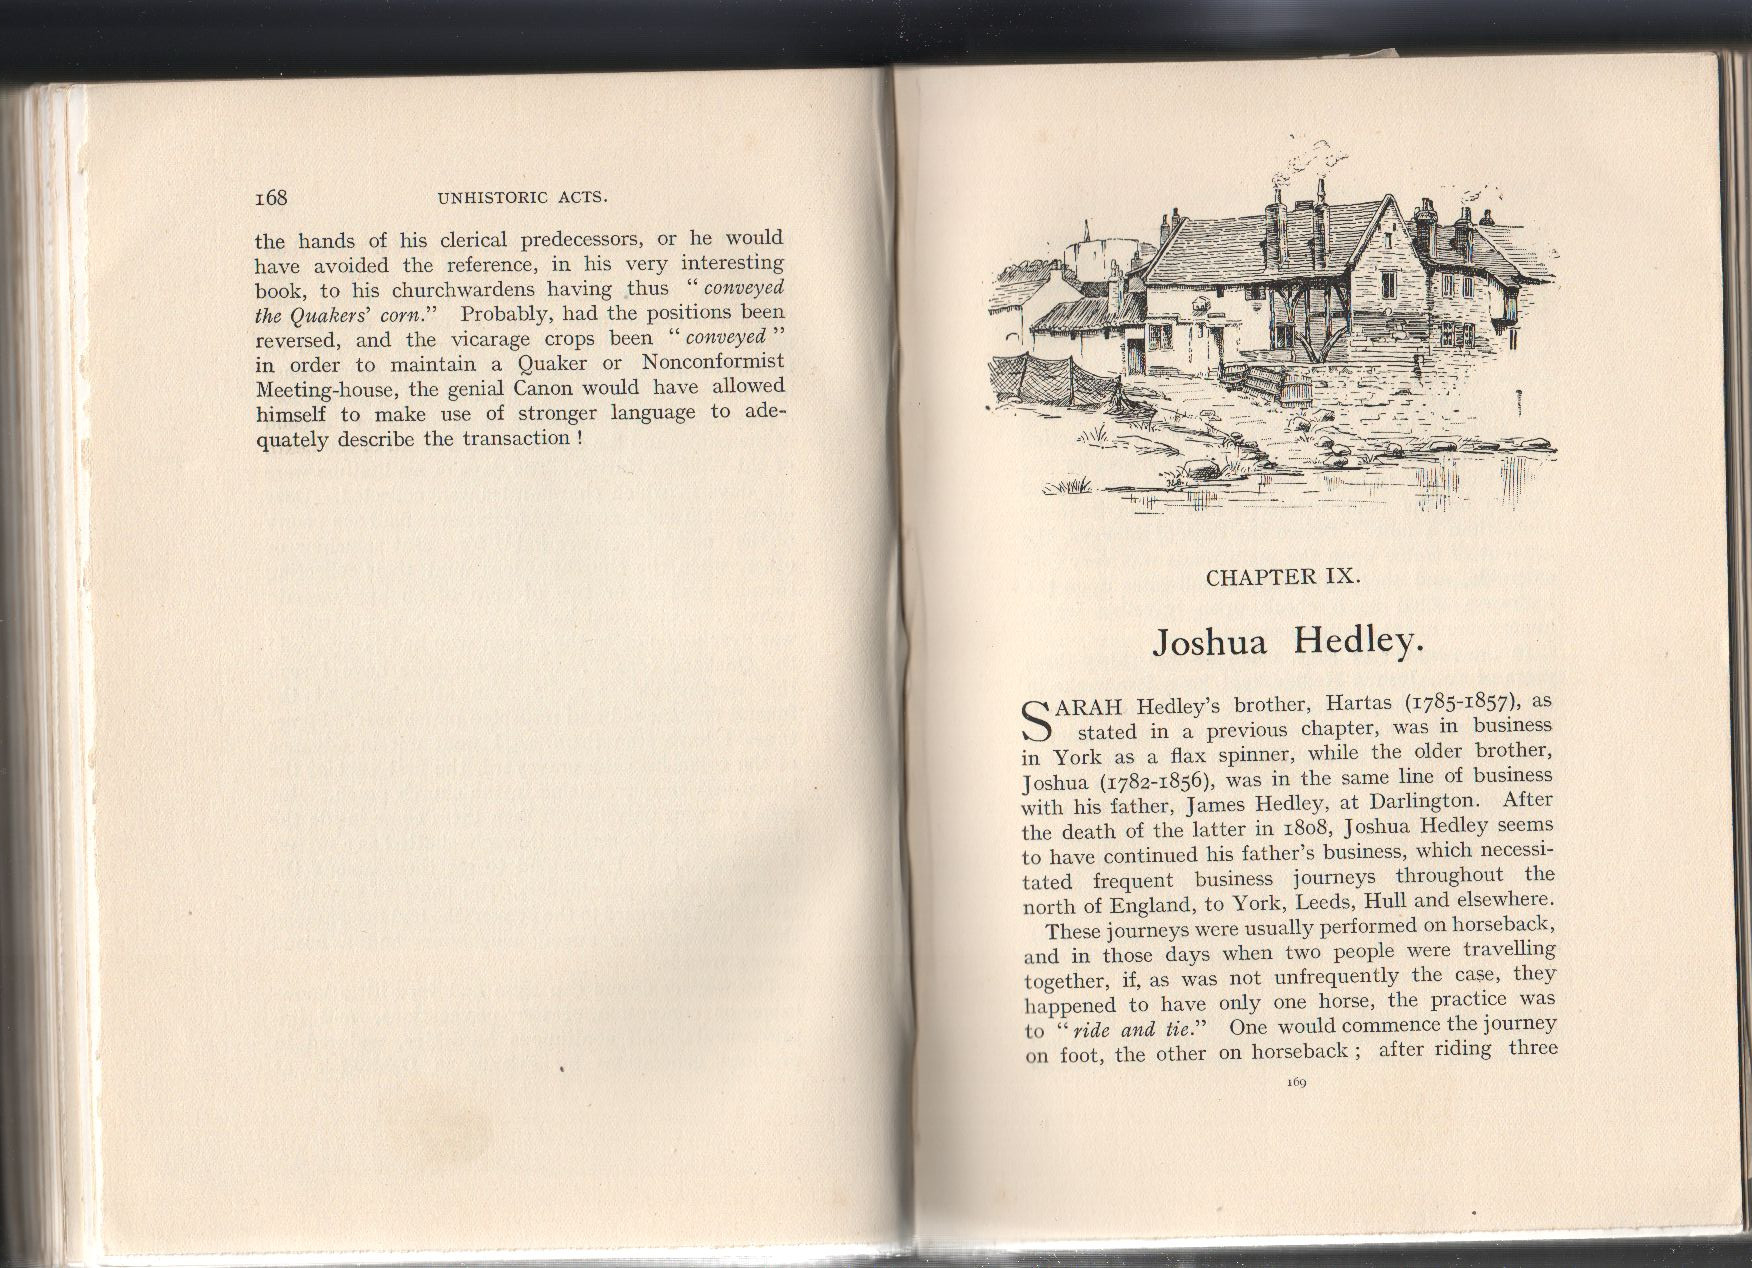 168 UNHISTORIC ACTS.
the hands of his clerical predecessors, or he would
have avoided the reference, in his very interesting
book, to his churchwardens having thus “ conveyed
the Quakers’ corn.” Probably, had the positions been
reversed, and the vicarage crops been “ conveyed ”
in order to maintain a Quaker or Nonconformist
Meeting-house, the genial Canon would have allowed
himself to make use of stronger language to ade-
quately describe the transaction !
CHAPTER IX.
Joshua Hedley.
SARAH Hedley’s brother, Hartas (1785-1857), as
stated in a previous chapter, was in business
in York as a flax spinner, while the older brother,
Joshua (1782-1856), was in the same line of business
with his father, James Hedley, at Darlington. After
the death of the latter in 1808, Joshua Hedley seems
to have continued his father’s business, which necessi-
tated frequent business journeys throughout the
north of England, to York, Leeds, Hull and elsewhere.
These journeys were usually performed on horseback,
and in those days when two people were travelling
together, if, as was not unfrequently the case, they
happened to have only one horse, the practice was
to “ ride and tie.” One would commence the journey
on foot, the other on horseback ; after riding three
169